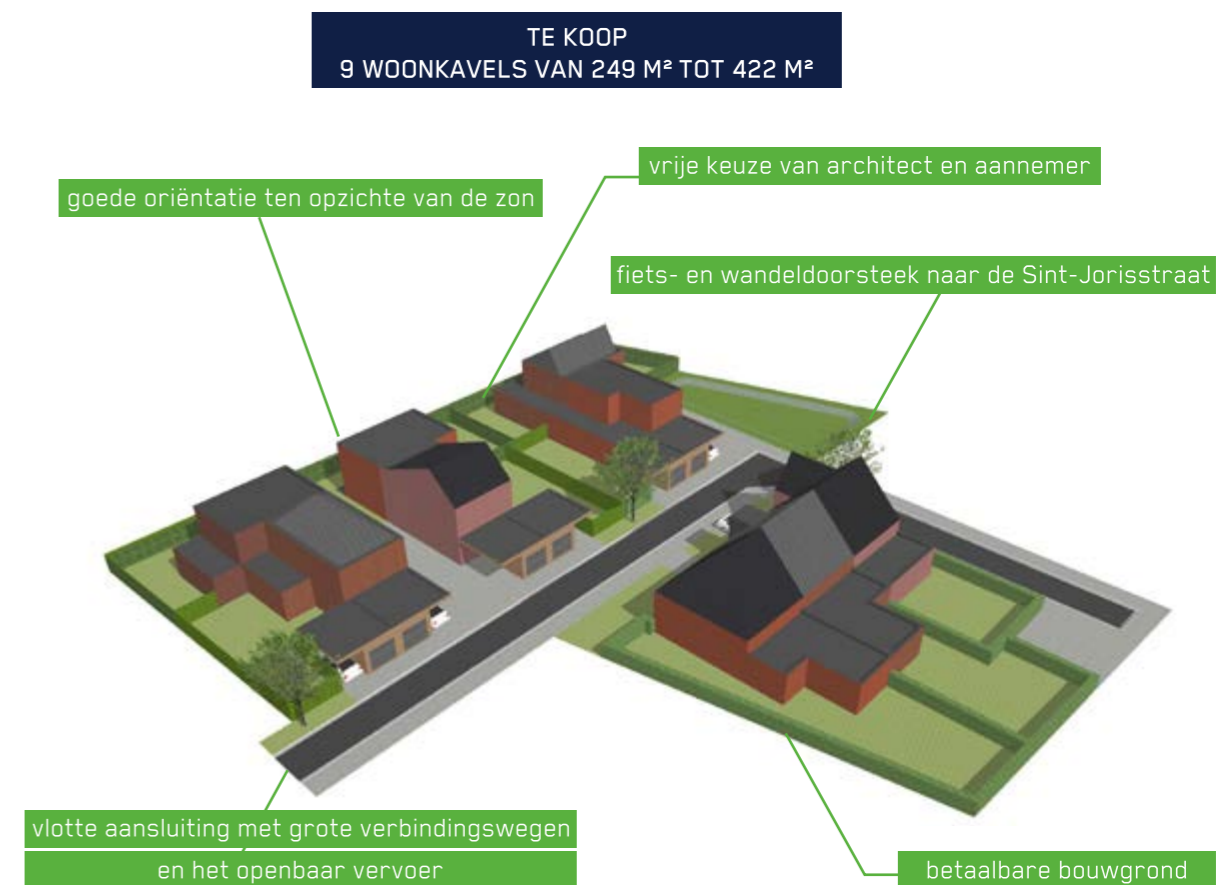 TE KOOP
9 WOONKAVELS VAN 249 M² TOT 422 M²
vrije keuze van architect en aannemer
goede oriëntatie ten opzichte van de zon
fiets- en wandeldoorsteek naar de Sint-Jorisstraat
vlotte aansluiting met grote verbindingswegen
en het openbaar vervoer
betaalbare bouwgrond